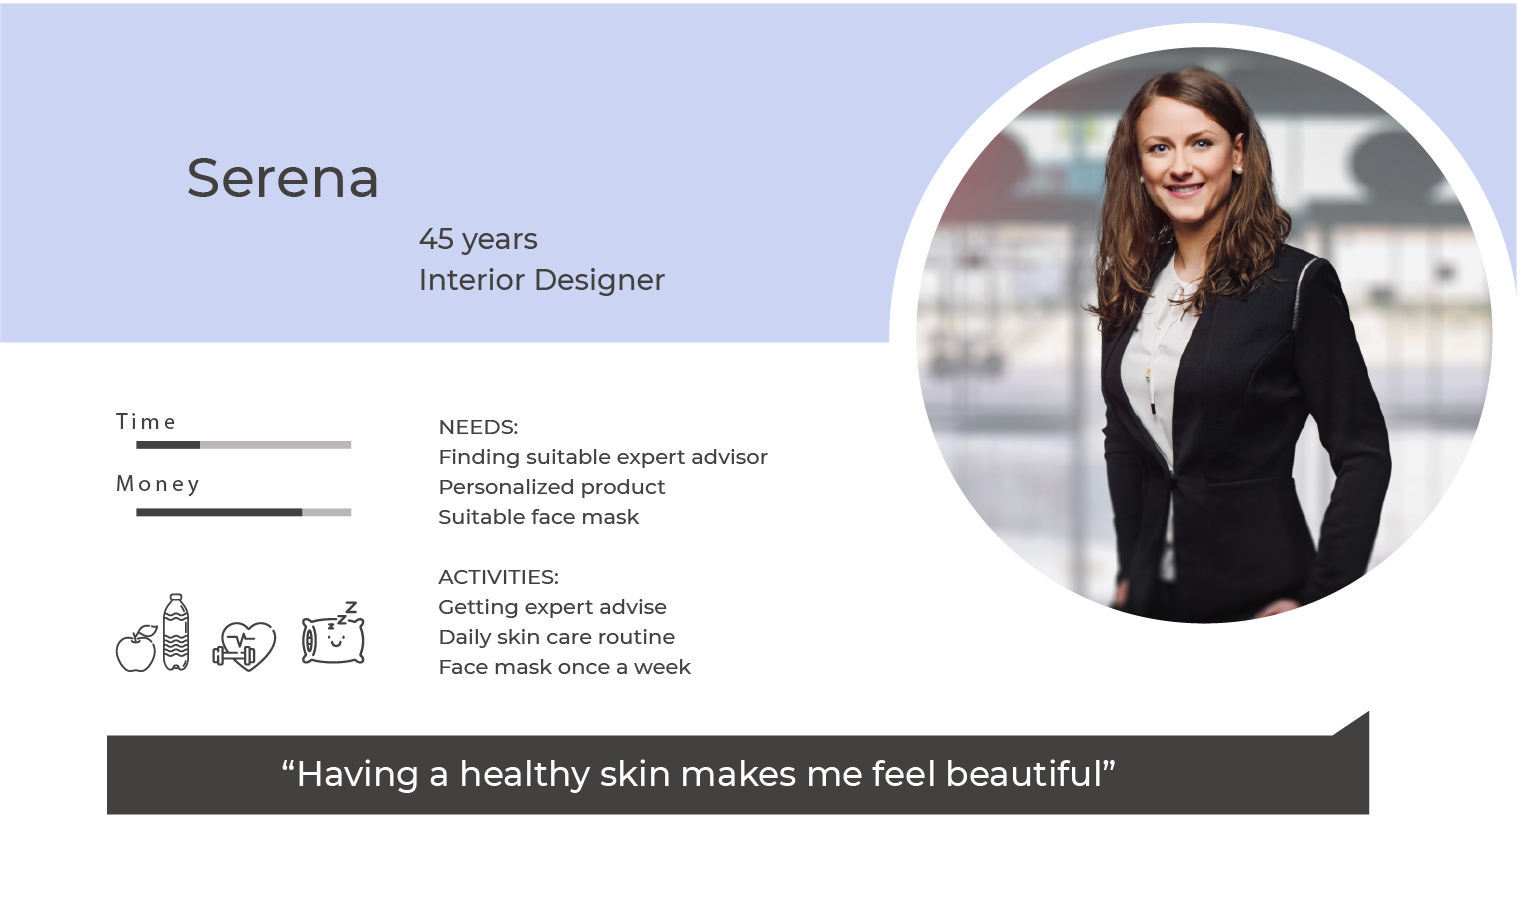 Serena
45 years
Interior Designer
Time
Money
NEEDS:
Finding suitable expert advisor
Personalized product
Suitable face mask
ACTIVITIES:
Getting expert advise
Daily skin care routine
Face mask once a week
z z Z
“Having a healthy skin makes me feel beautiful”